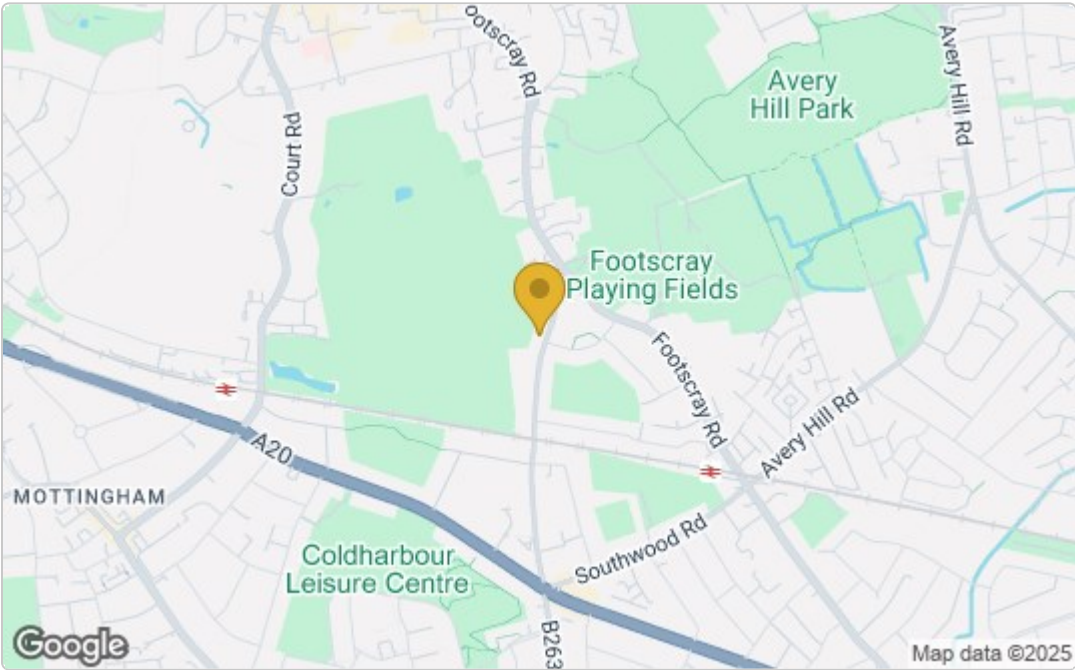 ootscray Rd
Avery
Hill Park
Avery Hill Rd
Court Rd
Footscray
Playing Fields
Footscray Rd
Avery Hill Rd
A20
MOTTINGHAM
Southwood Rd
Coldharbour
Leisure Centre
B263
Google
Map data ©2025